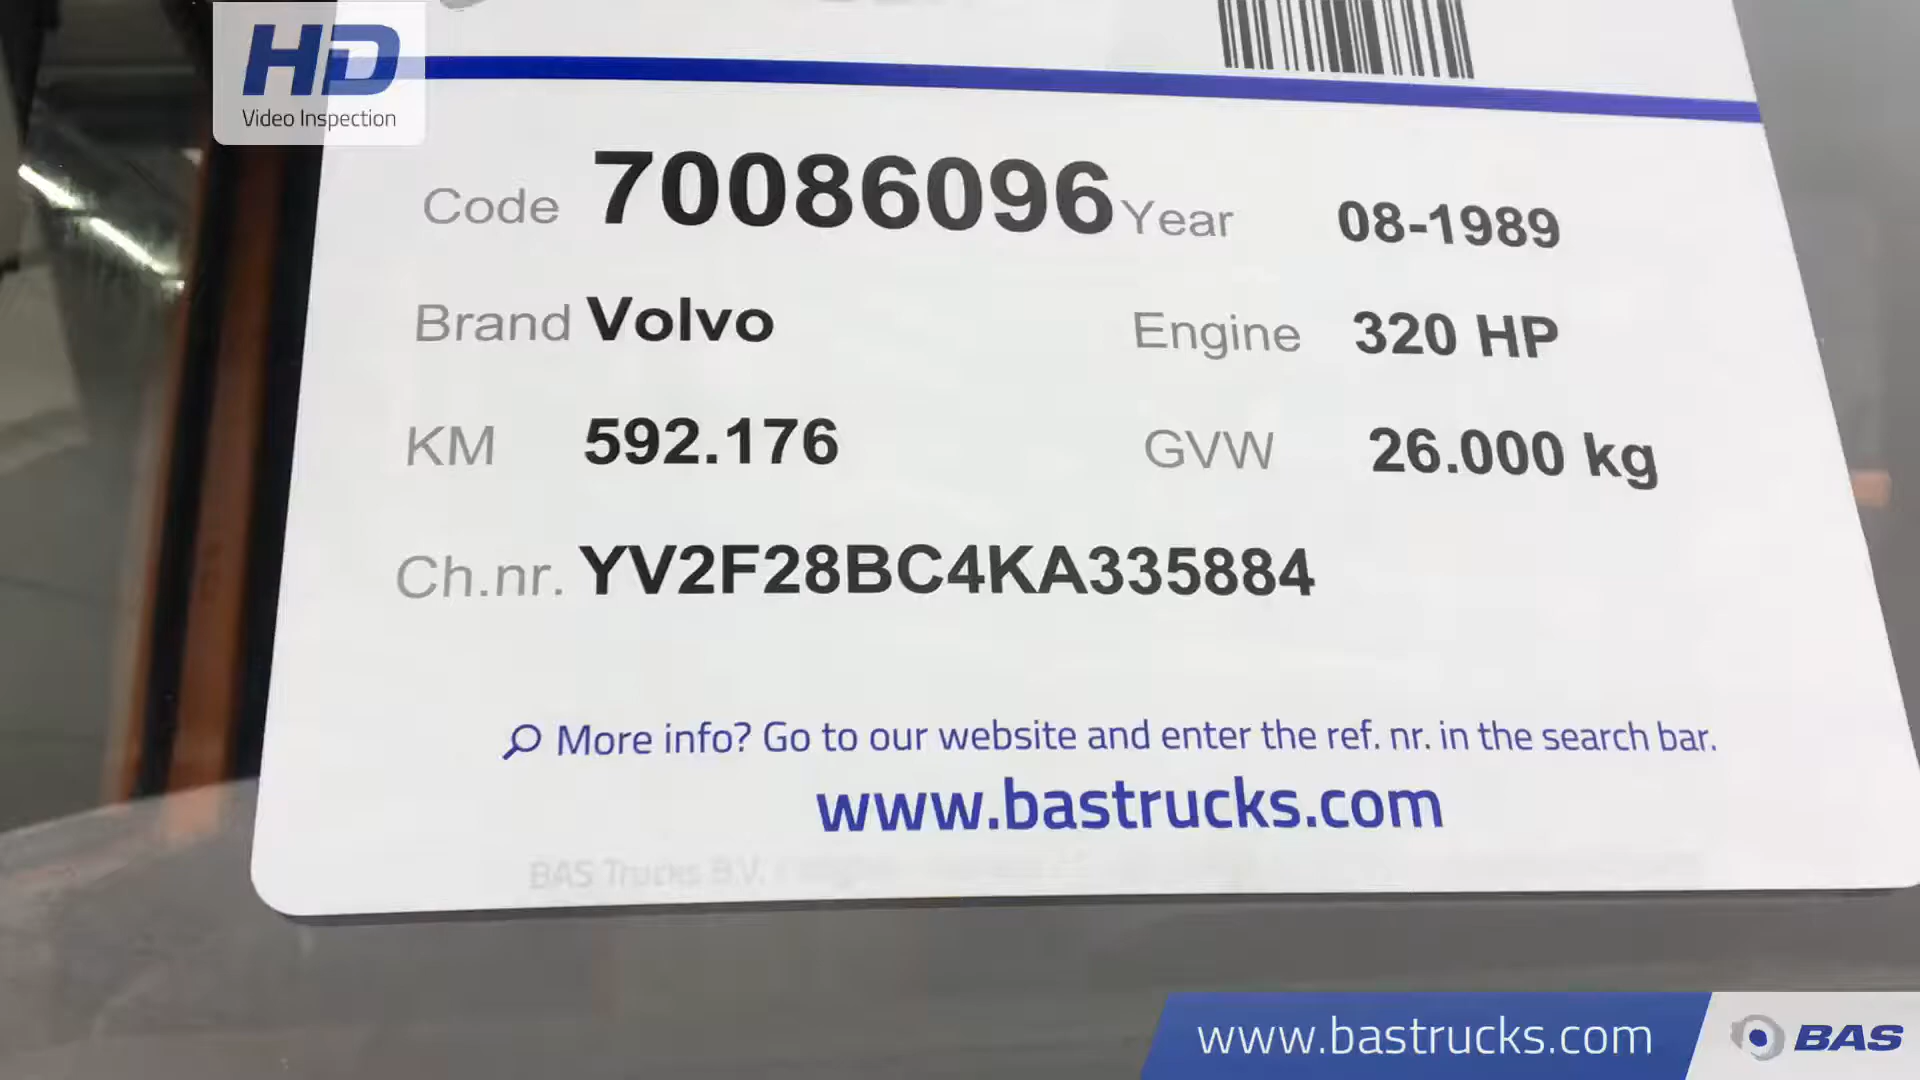 HD
Video Inspection
Code 70086096 Year 08-1989
Brand Volvo Engine 320 HP
KM 592.176 GVW 26.000 kg
Ch.nr. YV2F28BC4KA335884
More info? Go to our website and enter the ref. nr. in the search bar.
www.bastrucks.com
BAS Trucks B.V.
www.bastrucks.com BAS